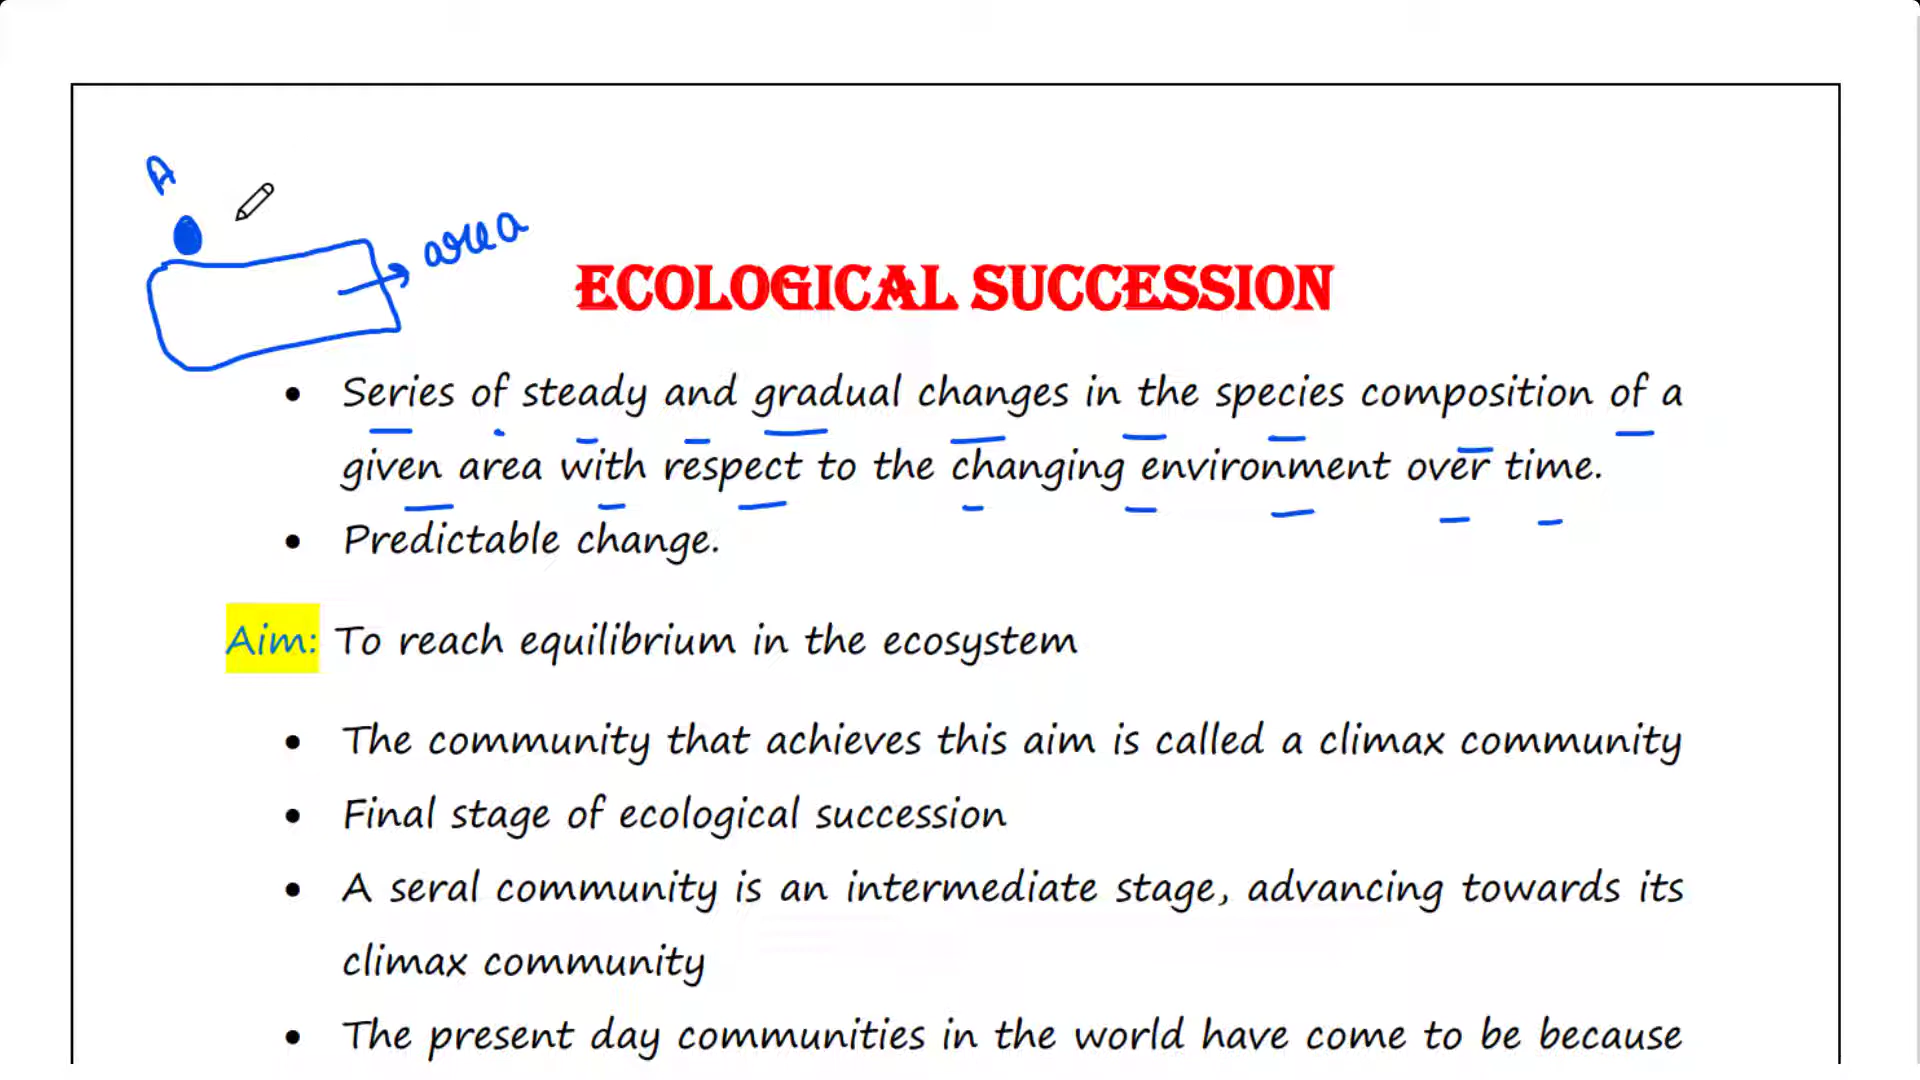 A
area
ECOLOGICAL SUCCESSION
• Series of steady and gradual changes in the species composition of a
given area with respect to the changing environment over time.
• Predictable change.
Aim: To reach equilibrium in the ecosystem
• The community that achieves this aim is called a climax community
• Final stage of ecological succession
• A seral community is an intermediate stage, advancing towards its
climax community
• The present day communities in the world have come to be because